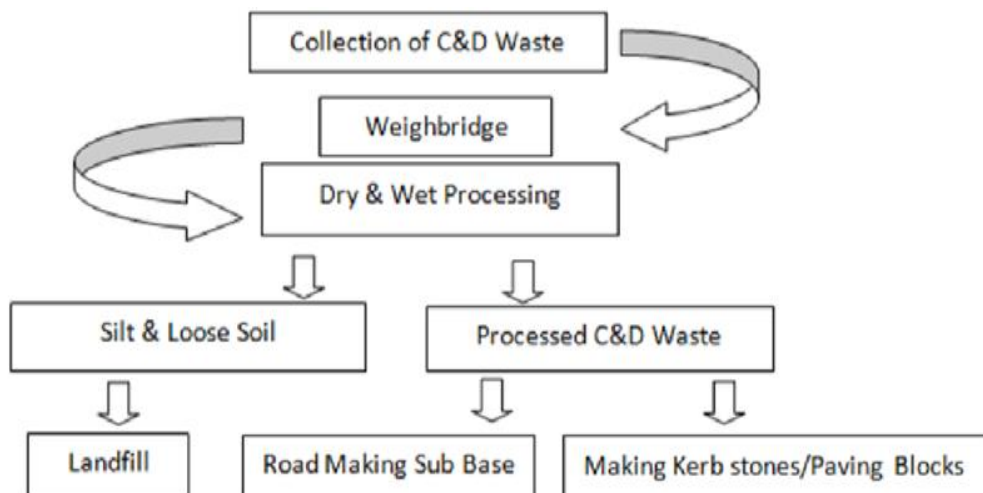 Collection of C&D Waste
Weighbridge
Dry & Wet Processing
Silt & Loose Soil
Processed C&D Waste
Landfill
Road Making Sub Base
Making Kerb stones/Paving Blocks